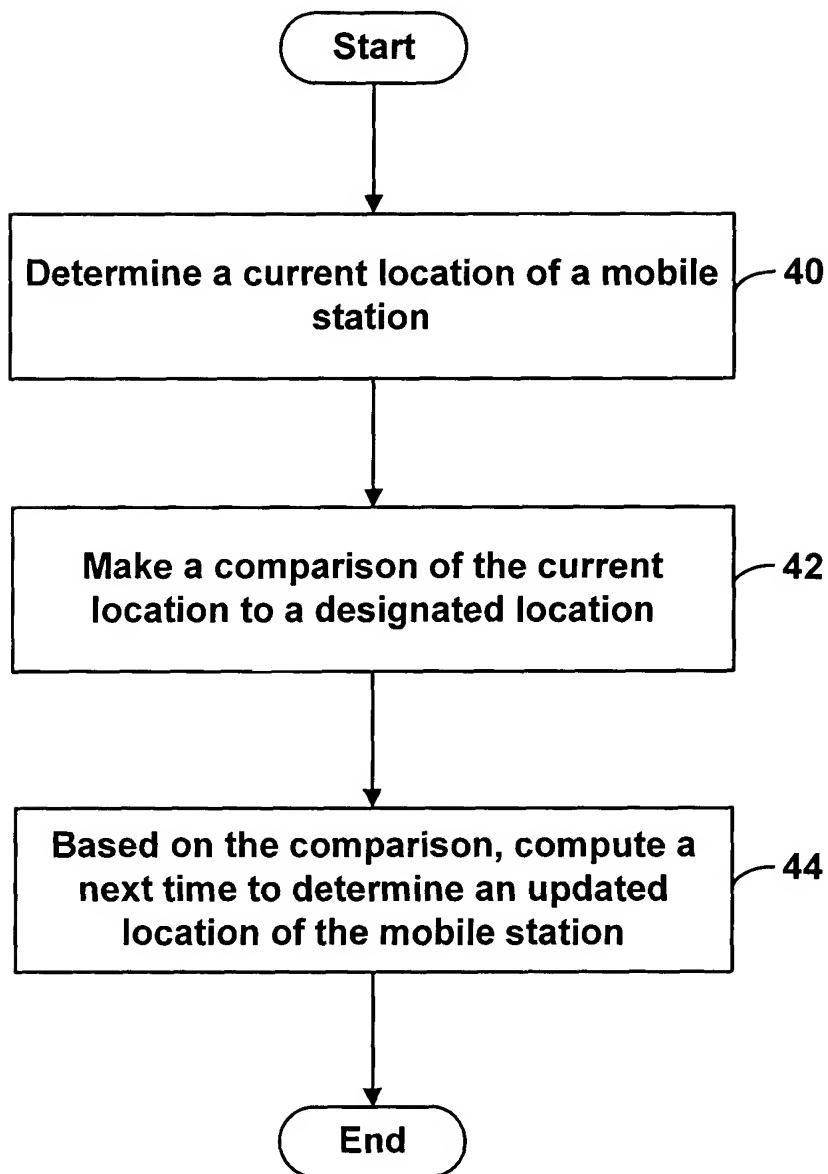 Start
Determine a current location of a mobile
station
40
Make a comparison of the current
location to a designated location
42
Based on the comparison, compute a
next time to determine an updated
location of the mobile station
44
End